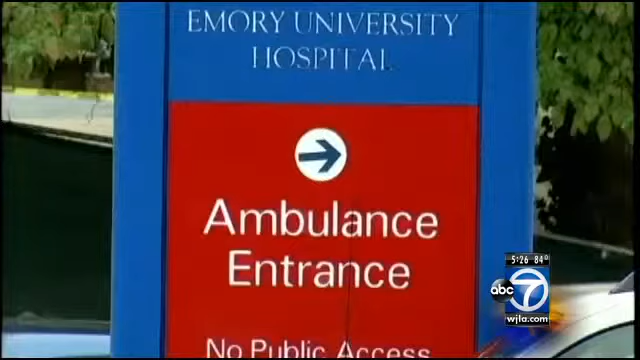 EMORY UNIVERSITY
HOSPITAL
Ambulance
Entrance
No Public Access
5:26 84°
abc 7
wjla.com